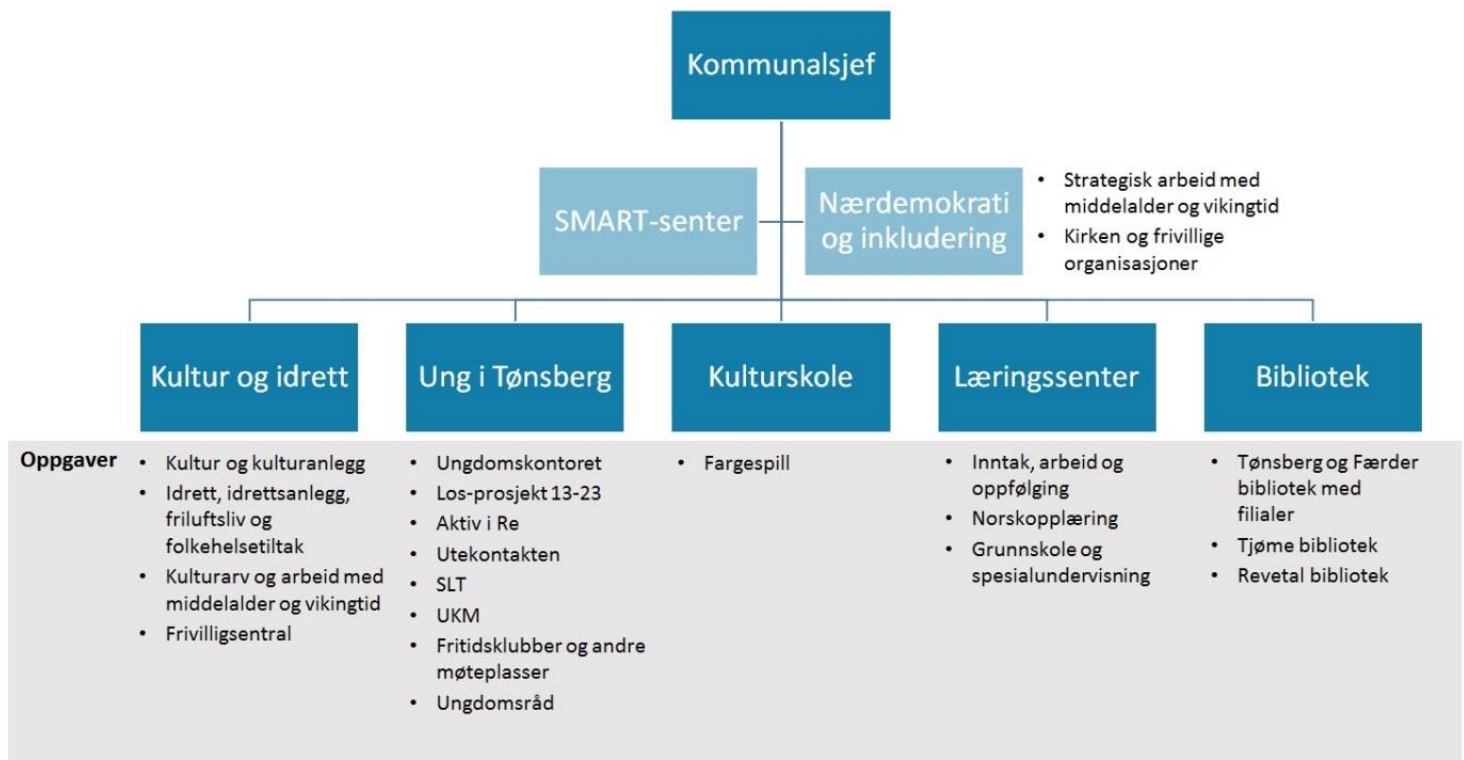 Kommunalsjef
SMART-senter
Nærdemokrati
og inkludering
• Strategisk arbeid med
middelalder og vikingtid
• Kirken og frivillige
organisasjoner
Kultur og idrett
Ung i Tønsberg
Kulturskole
Læringssenter
Bibliotek
Oppgaver
• Kultur og kulturanlegg
• Idrett, idrettsanlegg,
friluftsliv og
folkehelsetiltak
• Kulturarv og arbeid med
middelalder og vikingtid
• Frivilligsentral
• Ungdomskontoret
• Los-prosjekt 13-23
• Aktiv i Re
• Utekontakten
• SLT
• UKM
• Fritidsklubber og andre
møteplasser
• Ungdomsråd
• Fargespill
• Inntak, arbeid og
oppfølging
• Norskopplæring
• Grunnskole og
spesialundervisning
• Tønsberg og Færder
bibliotek med
filialer
• Tjøme bibliotek
• Revetal bibliotek